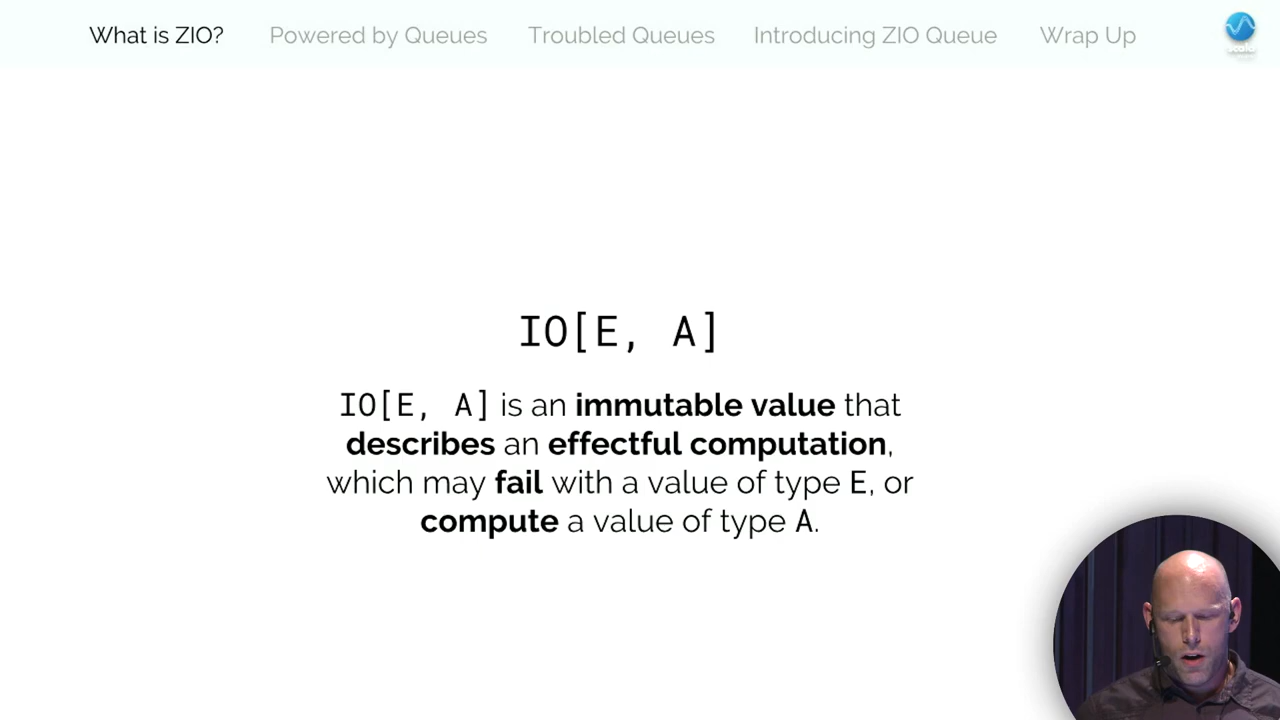 What is ZIO? Powered by Queues Troubled Queues Introducing ZIO Queue Wrap Up
IO[E, A]
IO[E, A] is an immutable value that
describes an effectful computation,
which may fail with a value of type E, or
compute a value of type A.